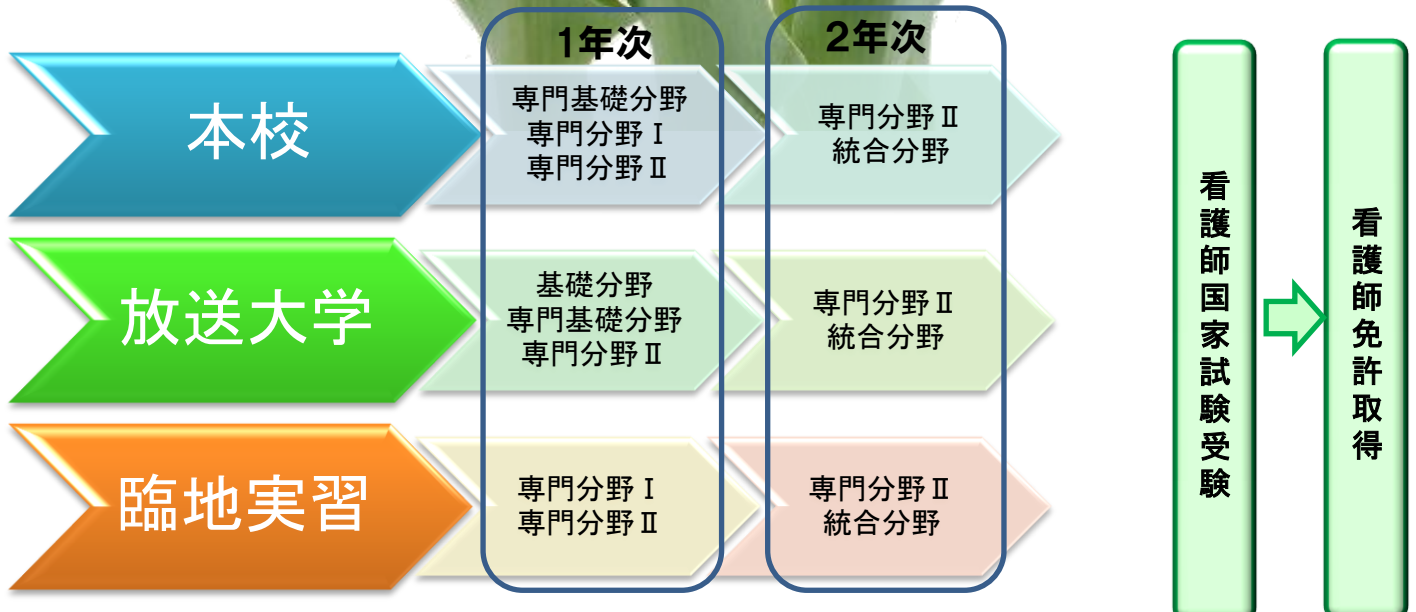 1年次
2年次
本校
専門基礎分野
専門分野Ⅰ
専門分野Ⅱ
専門分野Ⅱ
統合分野
放送大学
基礎分野
専門基礎分野
専門分野Ⅱ
専門分野Ⅱ
統合分野
臨地実習
専門分野Ⅰ
専門分野Ⅱ
専門分野Ⅱ
統合分野
看護師国家試験受験
看護師免許取得